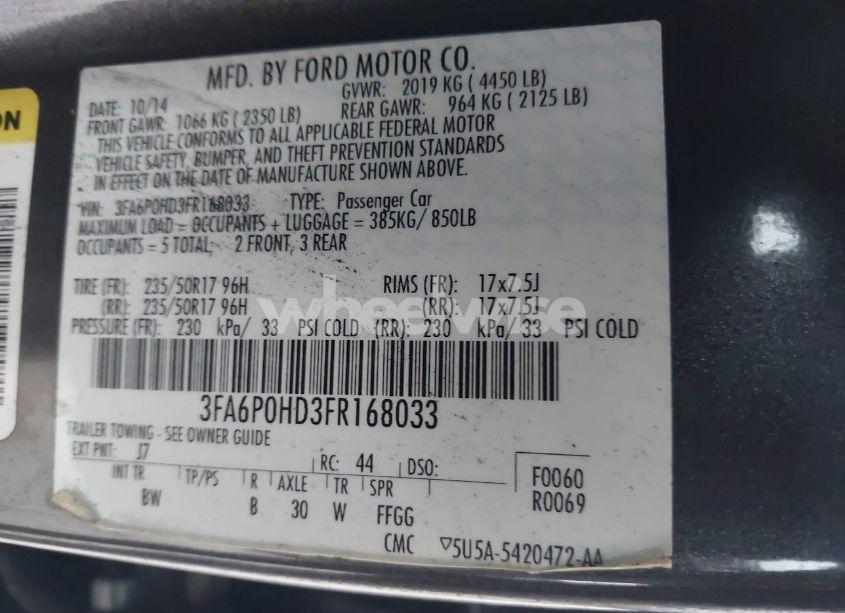 ON
MFD. BY FORD MOTOR CO.
DATE: 10/14 GVWR: 2019 KG ( 4450 LB)
FRONT GAWR: 1066 KG ( 2350 LB) REAR GAWR: 964 KG ( 2125 LB)
THIS VEHICLE CONFORMS TO ALL APPLICABLE FEDERAL MOTOR
VEHICLE SAFETY, BUMPER, AND THEFT PREVENTION STANDARDS
IN EFFECT ON THE DATE OF MANUFACTURE SHOWN ABOVE.
VIN: 3FA6P0HD3FR168033 TYPE: Passenger Car
MAXIMUM LOAD = OCCUPANTS + LUGGAGE = 385KG/ 850LB
OCCUPANTS = 5 TOTAL; 2 FRONT, 3 REAR
TIRE (FR): 235/50R17 96H RIMS (FR): 17x7.5J
(RR): 235/50R17 96H (RR): 17x7.5J
wheelwise
PRESSURE (FR): 230 kPa/ 33 PSI COLD (RR): 230 kPa/ 33 PSI COLD
3FA6P0HD3FR168033
TRAILER TOWING - SEE OWNER GUIDE
EXT PNT: J7 RC: 44 DSO:
INT TR TP/PS R AXLE TR SPR F0060
BW B 30 W FFGG R0069
CMC ▽5U5A-5420472-AA